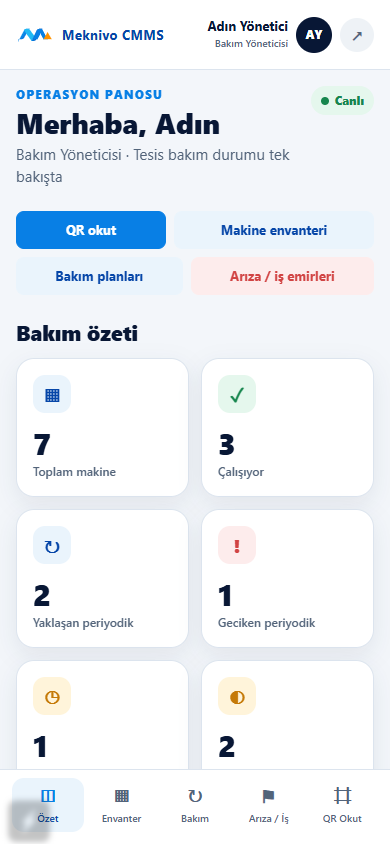 Meknivo CMMS
Adın Yönetici
Bakım Yöneticisi
AY
OPERASYON PANOSU
Canlı
Merhaba, Adın
Bakım Yöneticisi · Tesis bakım durumu tek
bakışta
QR okut
Makine envanteri
Bakım planları
Arıza / iş emirleri
Bakım özeti
7
Toplam makine
3
Çalışıyor
2
Yaklaşan periyodik
1
Geciken periyodik
1
2
Özet
Envanter
Bakım
Arıza / İş
QR Okut